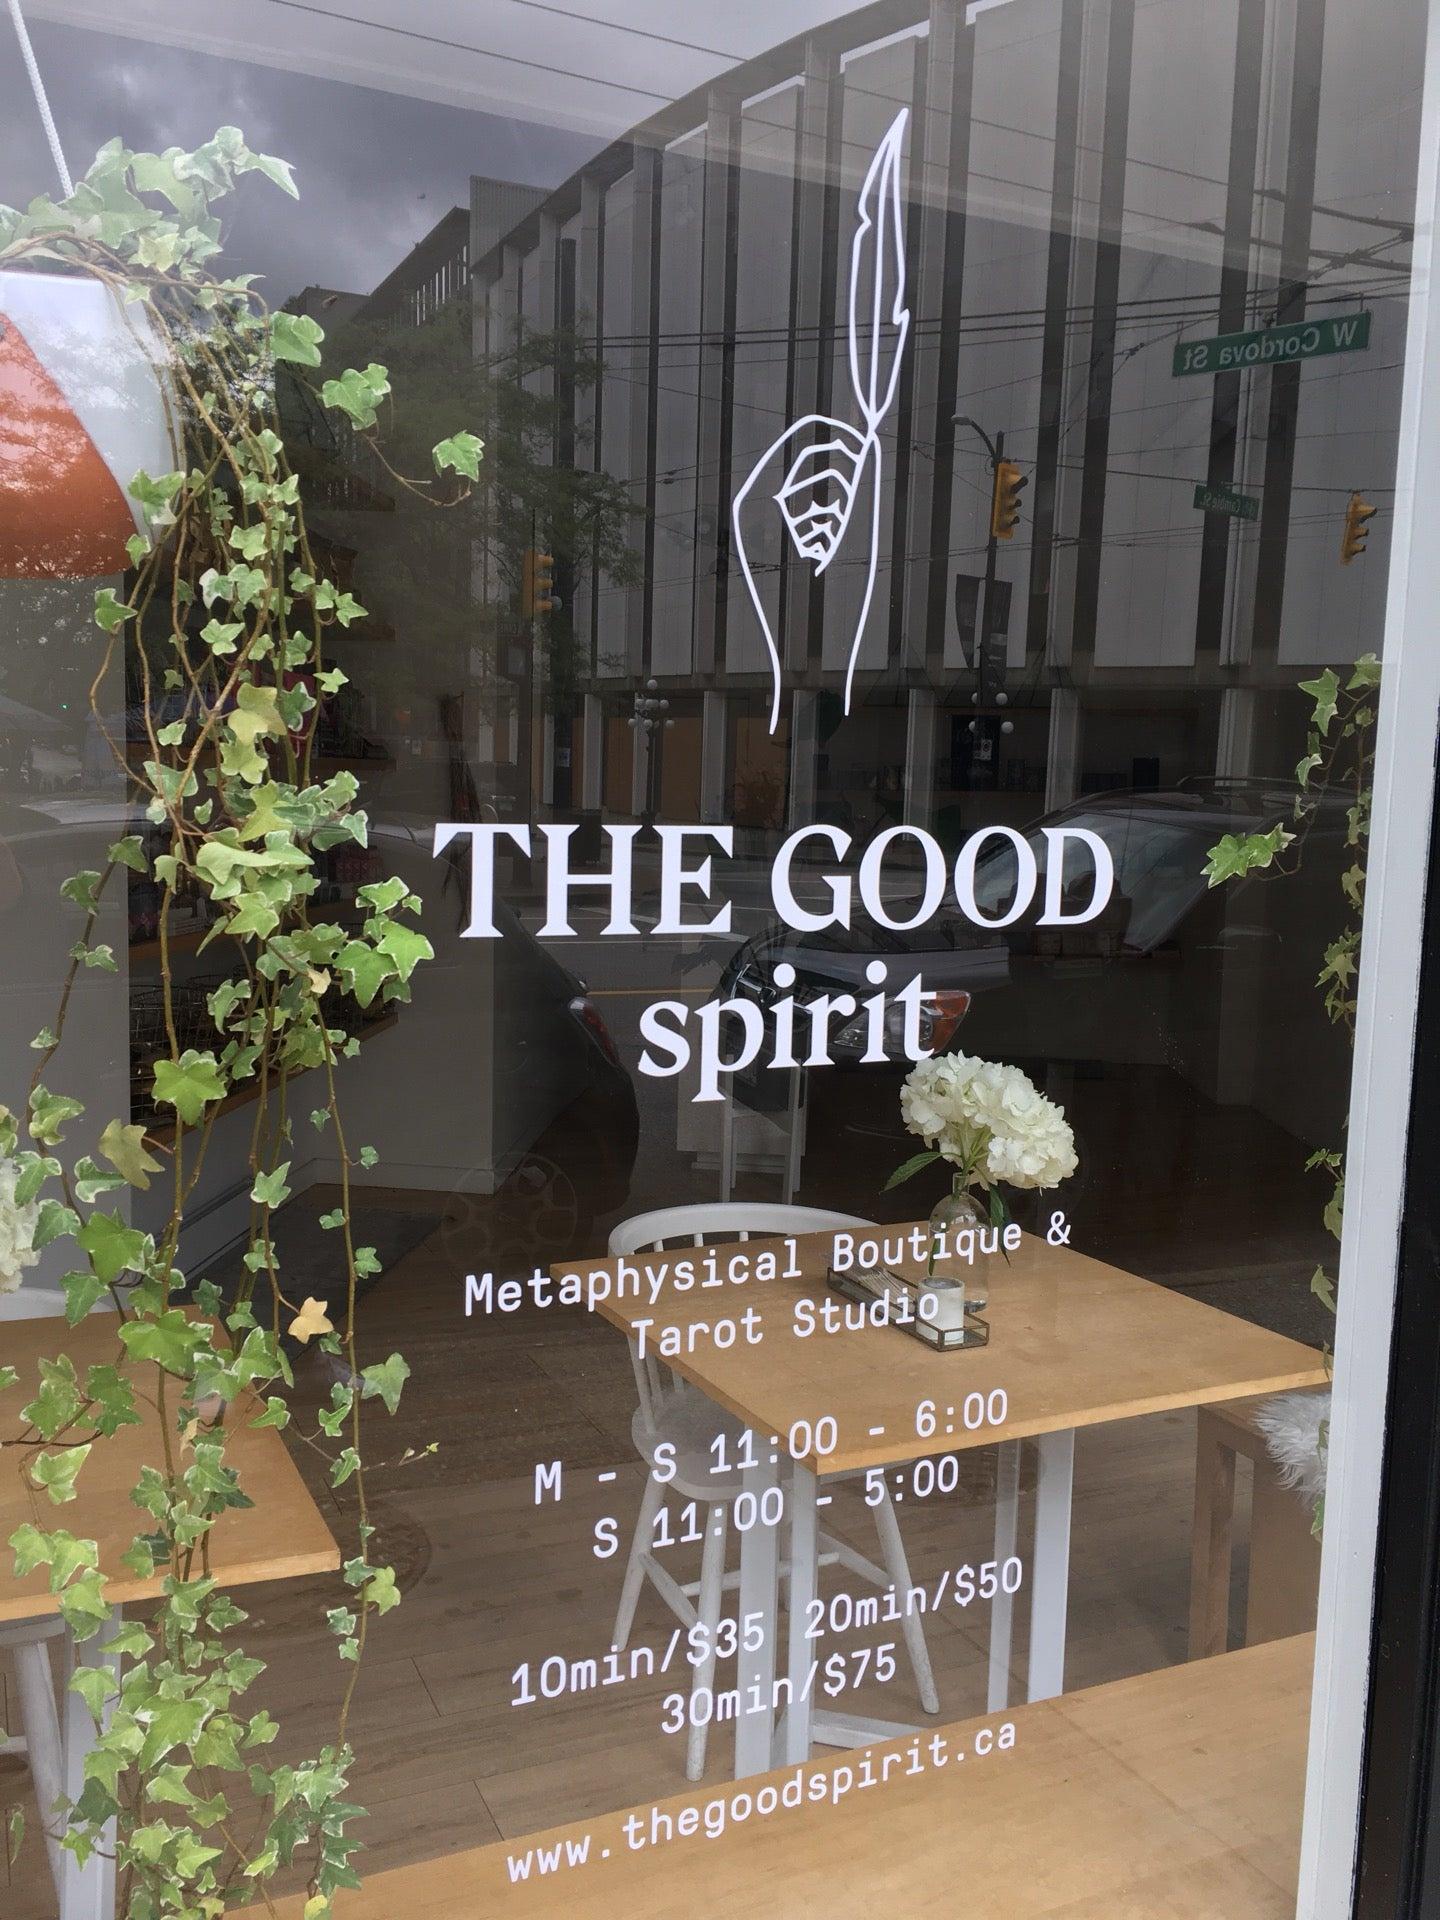 W Cordova St
THE GOOD
spirit
Metaphysical Boutique &
Tarot Studio
M - S 11:00 - 6:00
S 11:00 - 5:00
10min/$35 20min/$50
30min/$75
www.thegoodspirit.ca